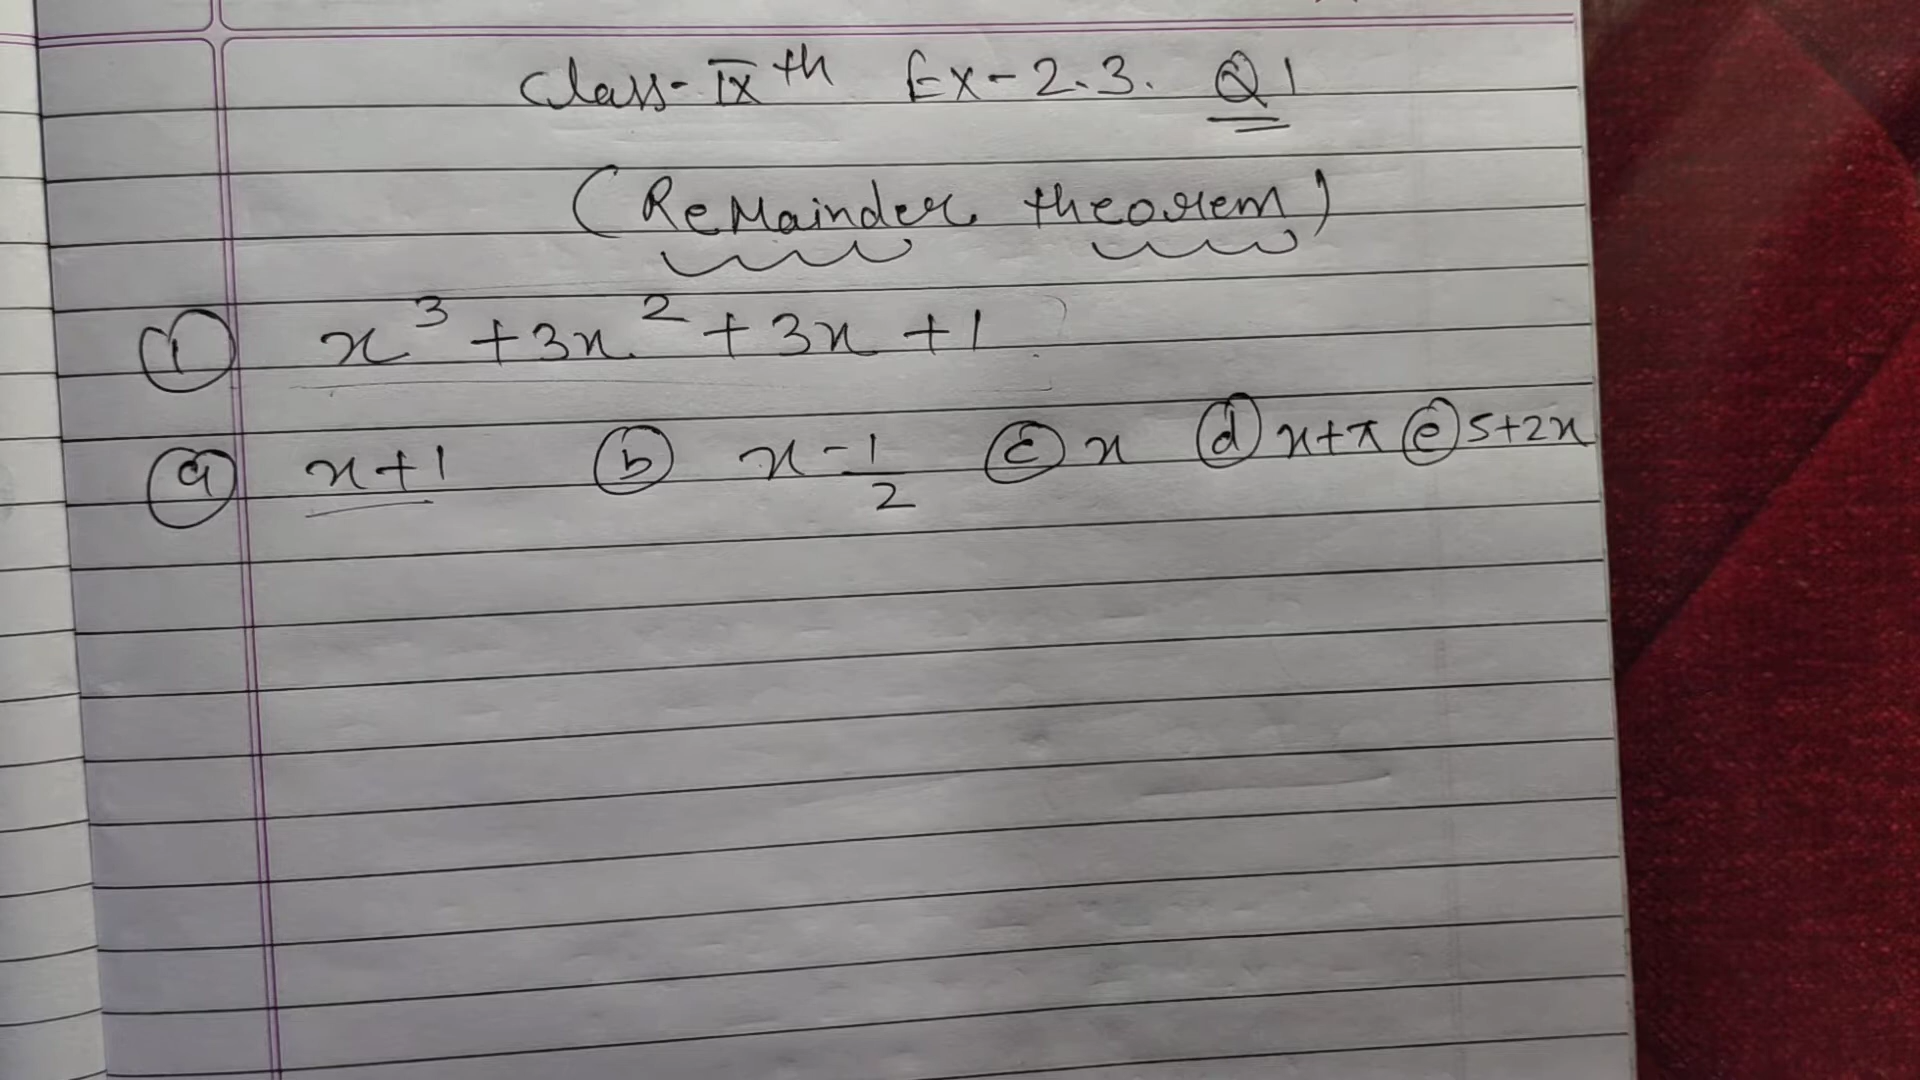 Class-IXth Ex-2.3. Q1
(Remainder theorem)
① x³+3x²+3x+1
ⓐ x+1 ⓑ x-1/2 ⓒ x ⓓ x+π ⓔ 5+2x